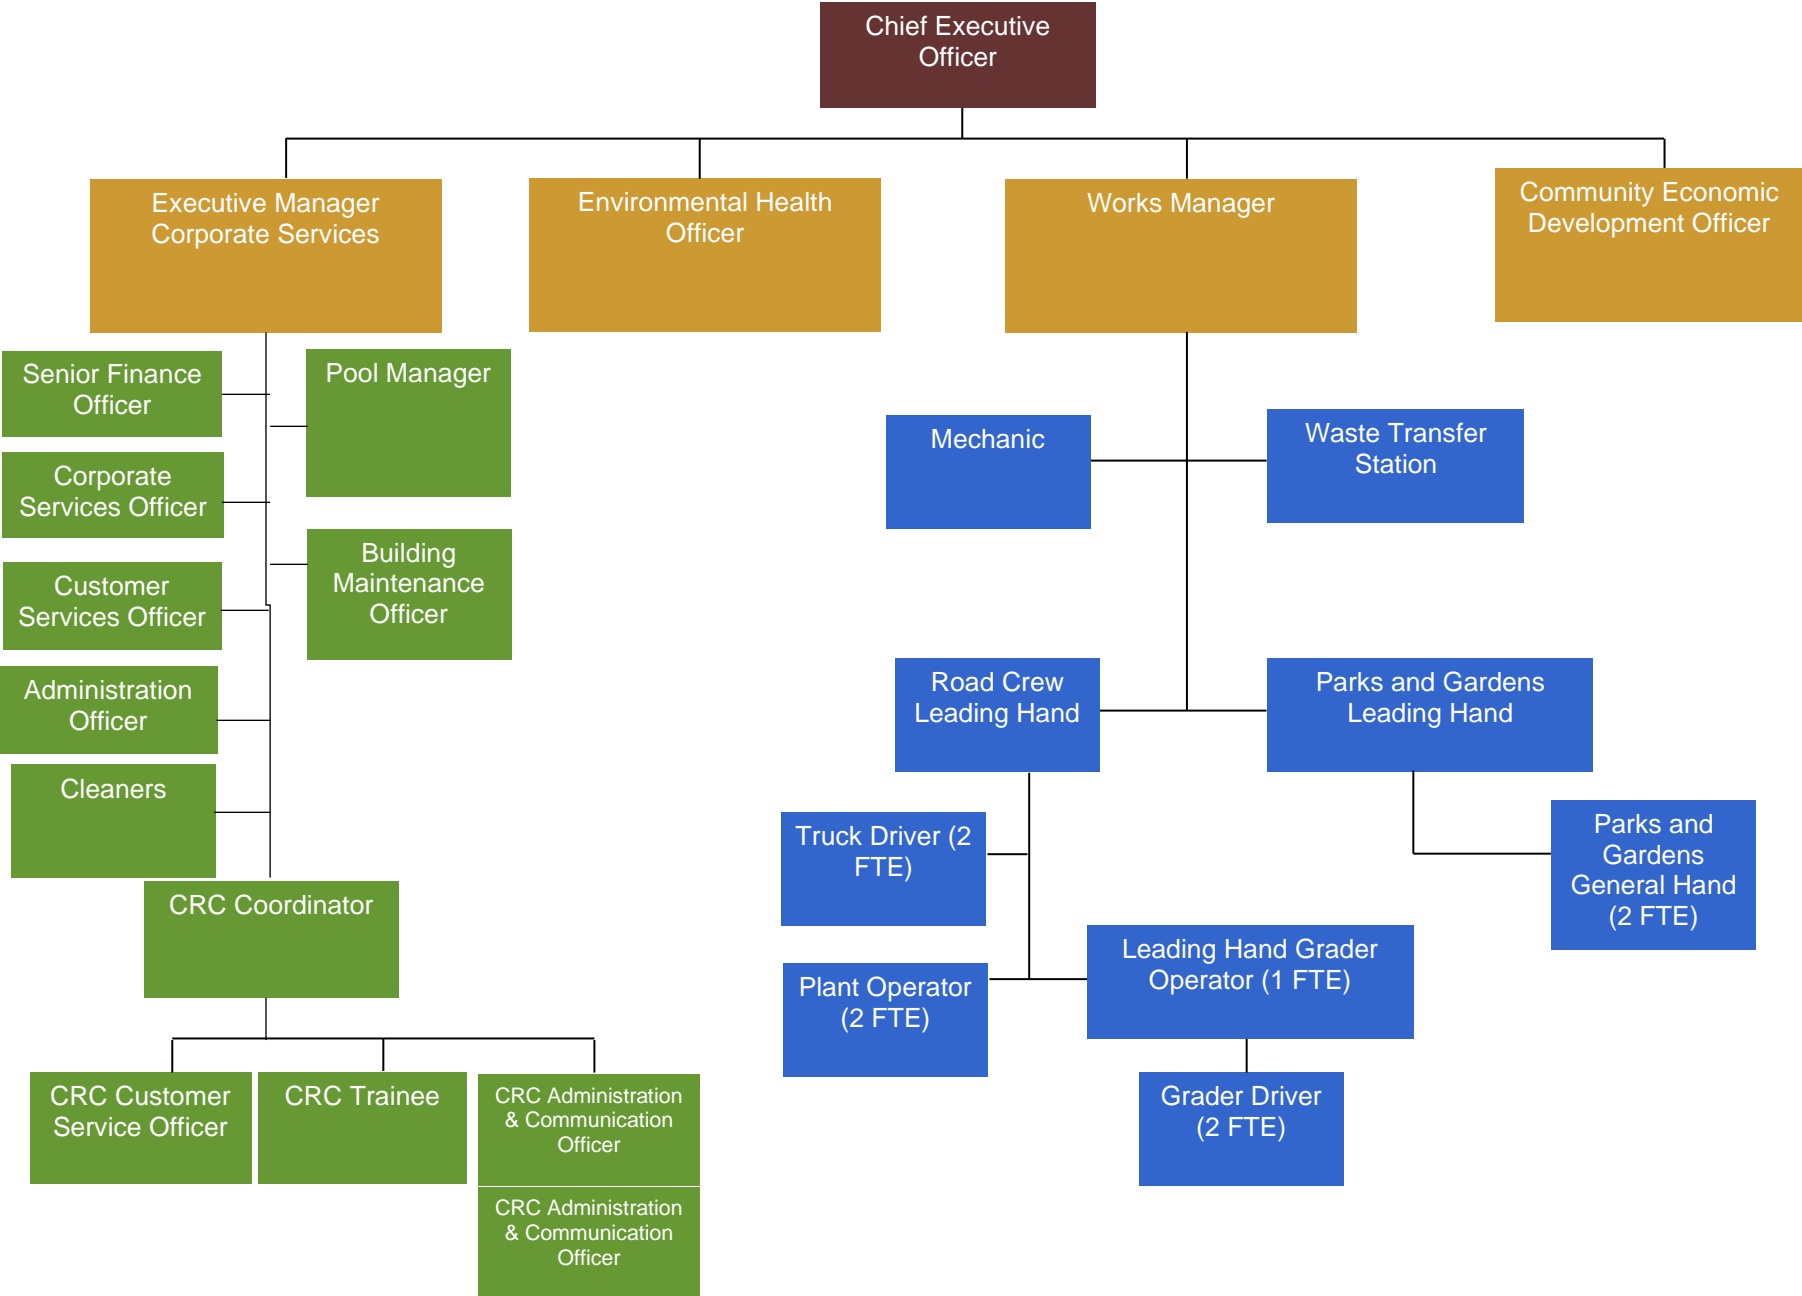 Chief Executive
Officer
Executive Manager
Corporate Services
Environmental Health
Officer
Works Manager
Community Economic
Development Officer
Senior Finance
Officer
Pool Manager
Corporate
Services Officer
Building
Maintenance
Officer
Customer
Services Officer
Administration
Officer
Cleaners
CRC Coordinator
CRC Customer
Service Officer
CRC Trainee
CRC Administration
& Communication
Officer
CRC Administration
& Communication
Officer
Mechanic
Waste Transfer
Station
Road Crew
Leading Hand
Parks and Gardens
Leading Hand
Truck Driver (2
FTE)
Parks and
Gardens
General Hand
(2 FTE)
Plant Operator
(2 FTE)
Leading Hand Grader
Operator (1 FTE)
Grader Driver
(2 FTE)